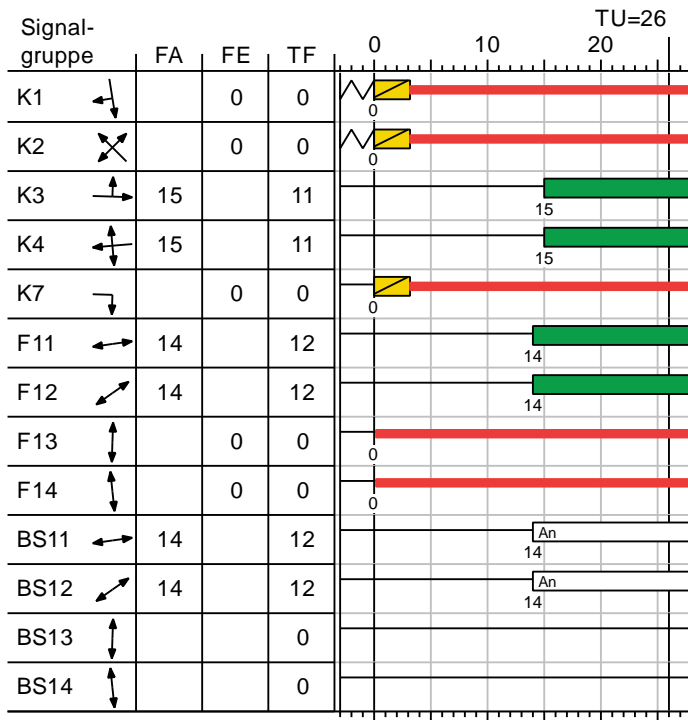 TU=26
Signal-
gruppe FA FE TF 0 10 20
K1 0 0
0
K2 0 0
0
K3 15 11
15
K4 15 11
15
K7 0 0
0
F11 14 12
14
F12 14 12
14
F13 0 0
0
F14 0 0
0
BS11 14 12 An
14
BS12 14 12 An
14
BS13 0
BS14 0